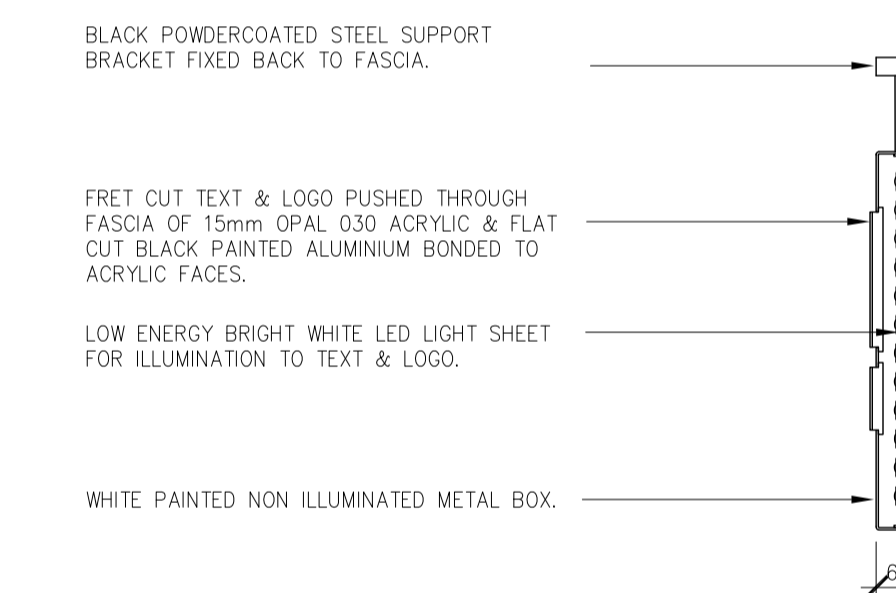 BLACK POWDERCOATED STEEL SUPPORT
BRACKET FIXED BACK TO FASCIA.
FRET CUT TEXT & LOGO PUSHED THROUGH
FASCIA OF 15mm OPAL 030 ACRYLIC & FLAT
CUT BLACK PAINTED ALUMINIUM BONDED TO
ACRYLIC FACES.
LOW ENERGY BRIGHT WHITE LED LIGHT SHEET
FOR ILLUMINATION TO TEXT & LOGO.
WHITE PAINTED NON ILLUMINATED METAL BOX.